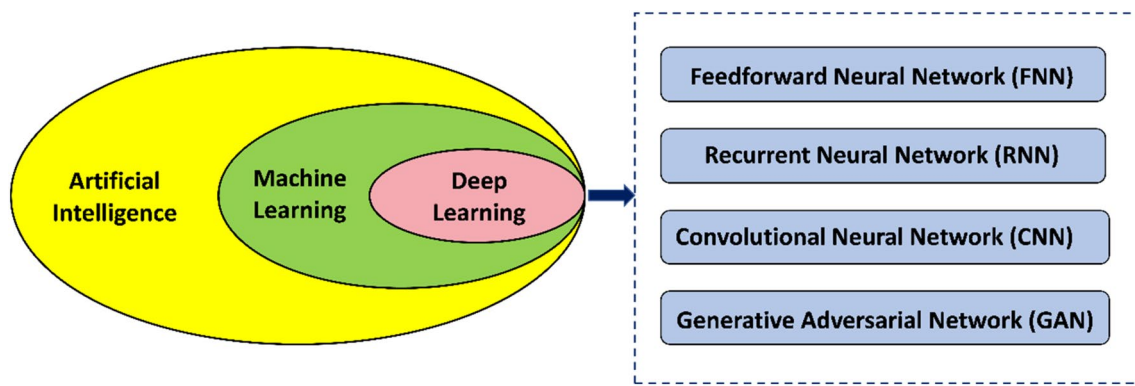 Artificial
Intelligence
Machine
Learning
Deep
Learning
Feedforward Neural Network (FNN)
Recurrent Neural Network (RNN)
Convolutional Neural Network (CNN)
Generative Adversarial Network (GAN)